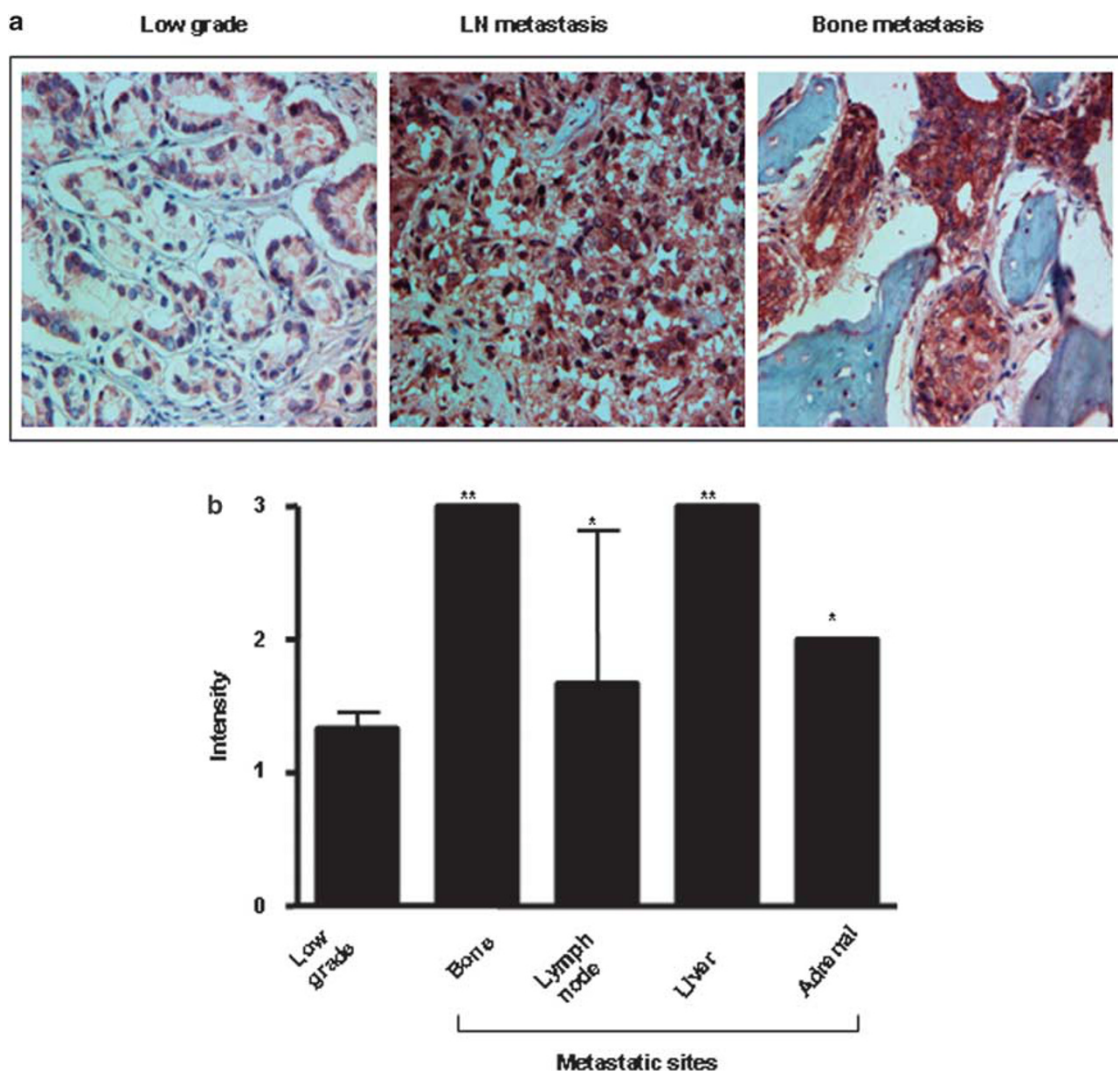 a
Low grade
LN metastasis
Bone metastasis
b
3
2
1
0
Intensity
**
*
**
*
Low
grade
Bone
Lymph
node
Liver
Adrenal
Metastatic sites